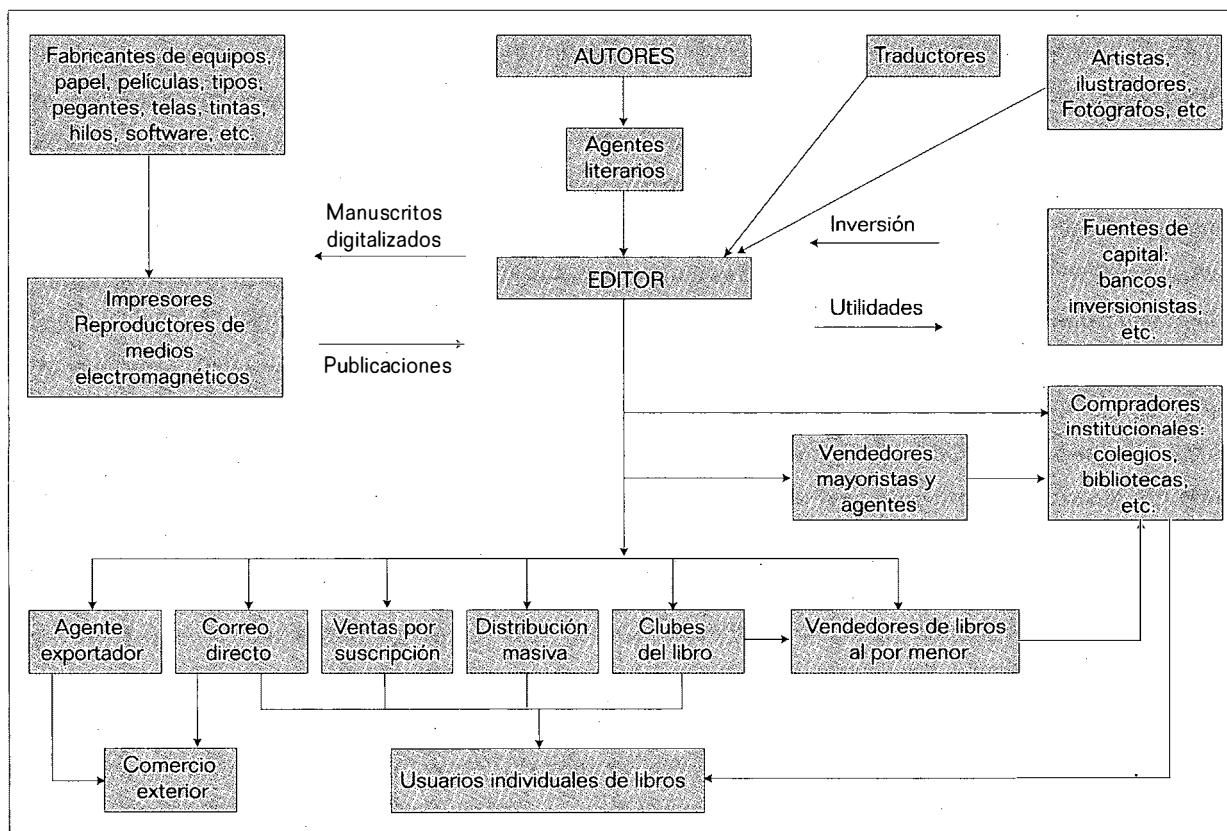 Fabricantes de equipos,
papel, películas, tipos,
pegantes, telas, tintas,
hilos, software, etc.
AUTORES
Traductores
Artistas,
ilustradores,
Fotógrafos, etc
Agentes
literarios
Manuscritos
digitalizados
Inversión
Fuentes de
capital:
bancos,
inversionistas,
etc.
EDITOR
Impresores
Reproductores de
medios
electromagnéticos
Utilidades
Publicaciones
Compradores
institucionales:
colegios,
bibliotecas,
etc.
Vendedores
mayoristas y
agentes
Agente
exportador
Correo
directo
Ventas por
suscripción
Distribución
masiva
Clubes
del libro
Vendedores de libros
al por menor
Comercio
exterior
Usuarios individuales de libros